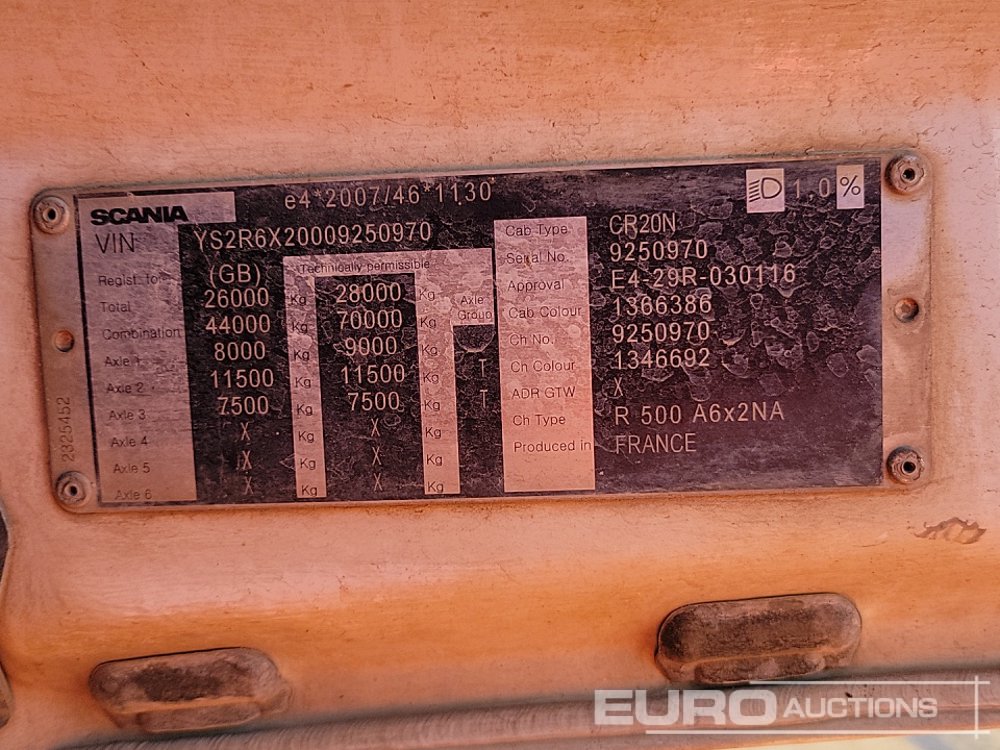 SCANIA e4*2007/46*1130 1.0 %
VIN YS2R6X20009250970
Regist. for (GB) Technically permissible
Total 26000 Kg 28000 Kg Axle Group
Combination 44000 Kg 70000 Kg
Axle 1 8000 Kg 9000 Kg
Axle 2 11500 Kg 11500 Kg T
Axle 3 7500 Kg 7500 Kg T
Axle 4 X Kg X Kg
Axle 5 X Kg X Kg
Axle 6 X Kg X Kg
2325452
Cab Type CR20N
Serial No. 9250970
Approval E4-29R-030116
Cab Colour 1366386
Ch No. 9250970
Ch Colour 1346692
ADR GTW X
Ch Type R 500 A6x2NA
Produced in FRANCE
EURO AUCTIONS